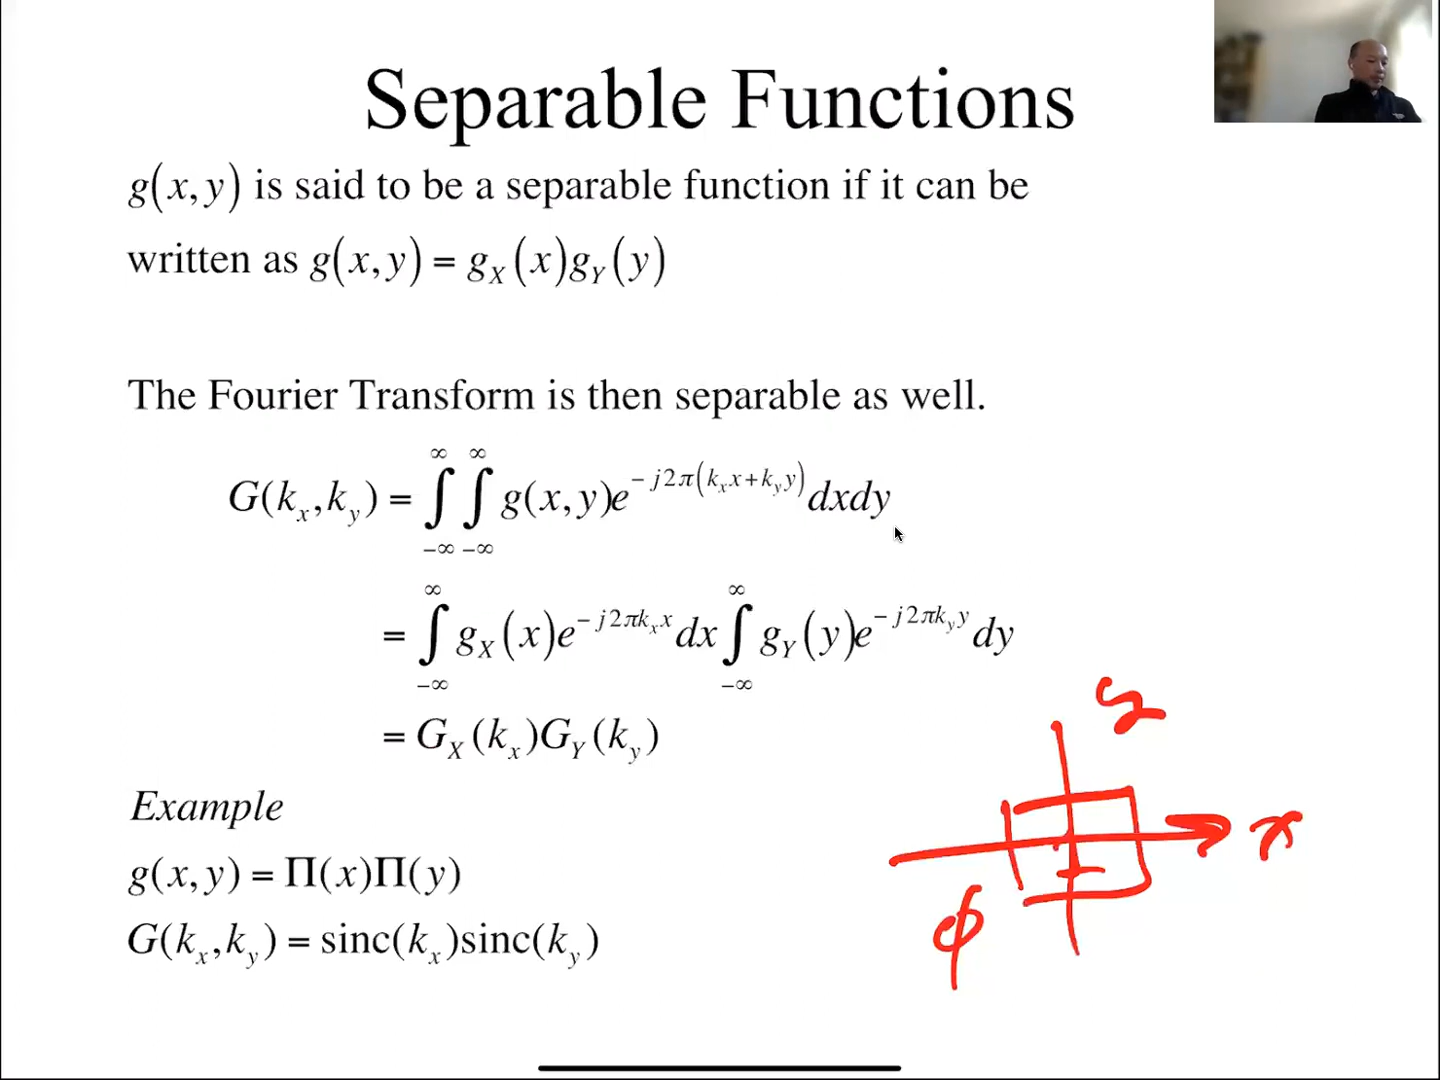 Separable Functions
g(x,y) is said to be a separable function if it can be
written as g(x,y) = g_X(x)g_Y(y)
The Fourier Transform is then separable as well.
G(k_x,k_y) = ∫_{-∞}^{∞} ∫_{-∞}^{∞} g(x,y)e^{-j2π(k_x x+k_y y)}dxdy
= ∫_{-∞}^{∞} g_X(x)e^{-j2πk_x x}dx ∫_{-∞}^{∞} g_Y(y)e^{-j2πk_y y}dy
= G_X(k_x)G_Y(k_y)
Example
g(x,y) = Π(x)Π(y)
G(k_x,k_y) = sinc(k_x)sinc(k_y)
y
x
1
ϕ